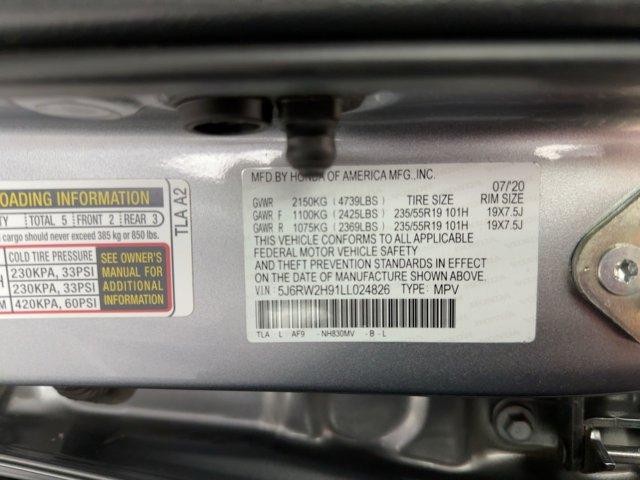 OADING INFORMATION
TY TOTAL 5 FRONT 2 REAR 3
cargo should never exceed 385 kg or 850 lbs.
COLD TIRE PRESSURE
H 230KPA, 33PSI
230KPA, 33PSI
M 420KPA, 60PSI
SEE OWNER'S
MANUAL FOR
ADDITIONAL
INFORMATION
TLA A2
MFD BY HONDA OF AMERICA MFG.,INC. 07/'20
GVWR 2150KG (4739LBS) TIRE SIZE RIM SIZE
GAWR F 1100KG (2425LBS) 235/55R19 101H 19X7.5J
GAWR R 1075KG (2369LBS) 235/55R19 101H 19X7.5J
THIS VEHICLE CONFORMS TO ALL APPLICABLE
FEDERAL MOTOR VEHICLE SAFETY
AND THEFT PREVENTION STANDARDS IN EFFECT
ON THE DATE OF MANUFACTURE SHOWN ABOVE.
V.I.N. 5J6RW2H91LL024826 TYPE: MPV
TLA L AF9 -NH830MV -B-L